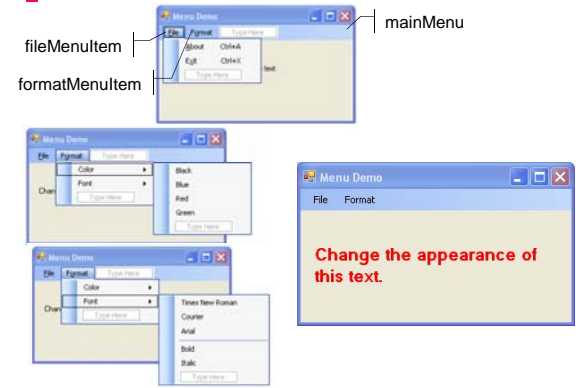 Menu Demo
mainMenu
File Format Type Here
fileMenuItem
About Ctrl+A
Exit Ctrl+X
text.
Type Here
formatMenuItem
Menu Demo
File Format Type Here
Color
Font
Type Here
Chan
Black
Blue
Red
Green
Type Here
Menu Demo
File Format Type Here
Color
Font
Type Here
Chan
Times New Roman
Courier
Arial
Bold
Italic
Type Here
Menu Demo
File Format
Change the appearance of
this text.